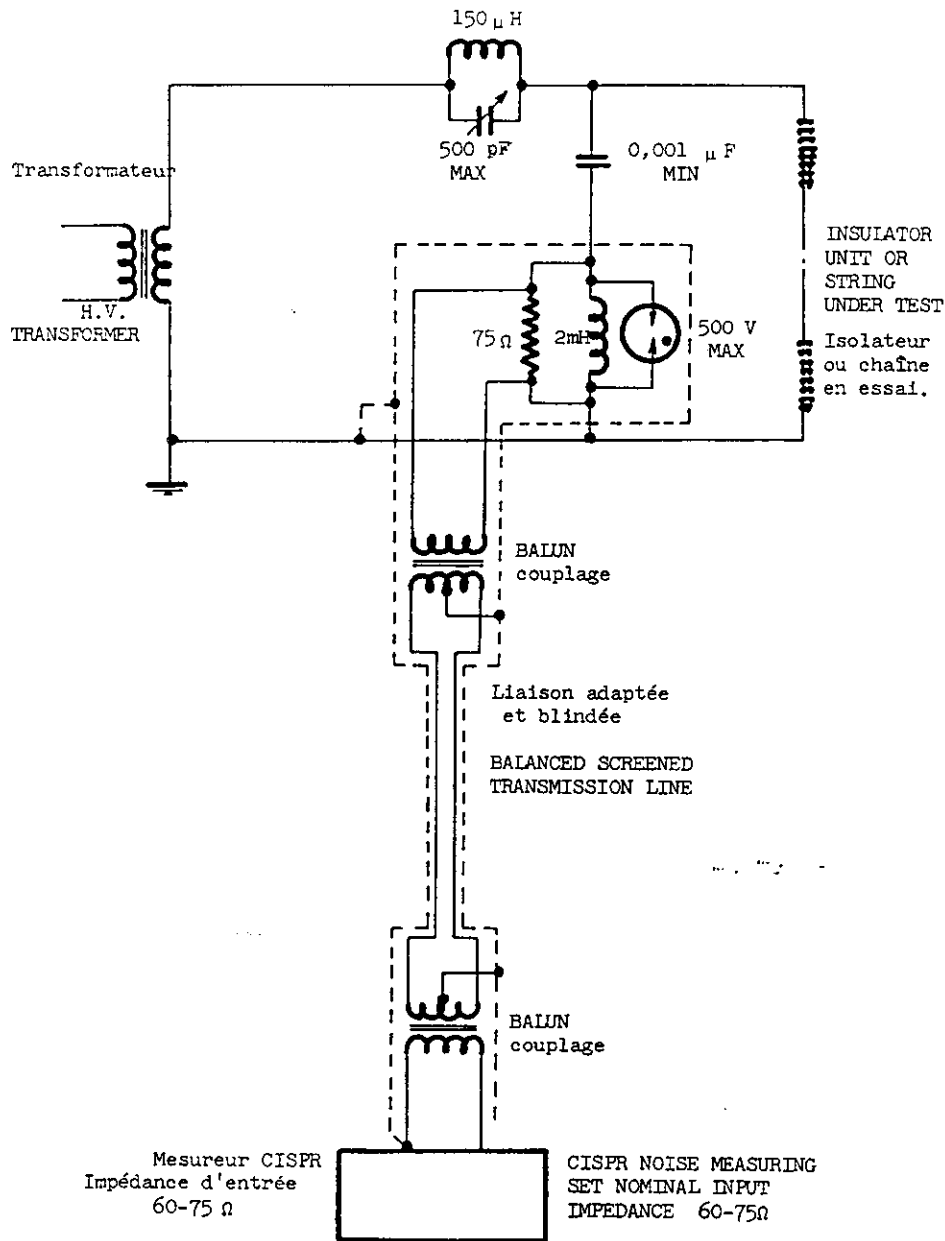 150 μH
500 pF
MAX
0,001 μF
MIN
Transformateur
H.V.
TRANSFORMER
INSULATOR
UNIT OR
STRING
UNDER TEST
Isolateur
ou chaîne
en essai.
75Ω
2mH
500 V
MAX
BALUN
couplage
Liaison adaptée
et blindée
BALANCED SCREENED
TRANSMISSION LINE
BALUN
couplage
Mesureur CISPR
Impédance d'entrée
60-75 Ω
CISPR NOISE MEASURING
SET NOMINAL INPUT
IMPEDANCE 60-75Ω